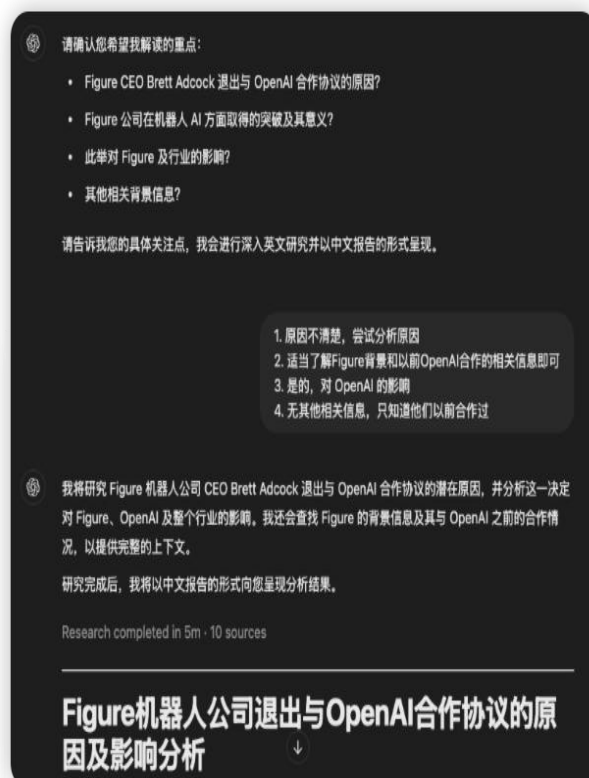 请确认您希望我解读的重点：
• Figure CEO Brett Adcock 退出与 OpenAI 合作协议的原因？
• Figure 公司在机器人 AI 方面取得的突破及其意义？
• 此举对 Figure 及行业的影响？
• 其他相关背景信息？
请告诉我您的具体关注点，我会进行深入英文研究并以中文报告的形式呈现。
1. 原因不清楚，尝试分析原因
2. 适当了解Figure背景和以前OpenAI合作的相关信息即可
3. 是的，对 OpenAI 的影响
4. 无其他相关信息，只知道他们以前合作过
我将研究 Figure 机器人公司 CEO Brett Adcock 退出与 OpenAI 合作协议的潜在原因，并分析这一决定
对 Figure、OpenAI 及整个行业的影响。我还会查找 Figure 的背景信息及其与 OpenAI 之前的合作情
况，以提供完整的上下文。
研究完成后，我将以中文报告的形式向您呈现分析结果。
Research completed in 5m · 10 sources
Figure机器人公司退出与OpenAI合作协议的原
因及影响分析